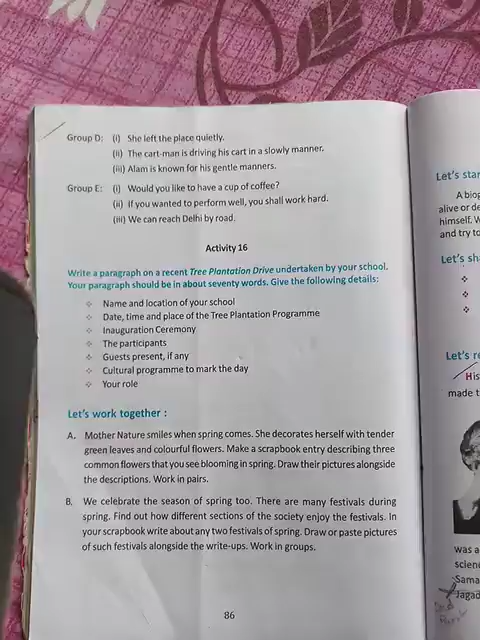 Group D: (i) She left the place quietly.
(ii) The cart-man is driving his cart in a slowly manner.
(iii) Alam is known for his gentle manners.
Group E: (i) Would you like to have a cup of coffee?
(ii) If you wanted to perform well, you shall work hard.
(iii) We can reach Delhi by road.
Activity 16
Write a paragraph on a recent Tree Plantation Drive undertaken by your school.
Your paragraph should be in about seventy words. Give the following details:
Name and location of your school
Date, time and place of the Tree Plantation Programme
Inauguration Ceremony
The participants
Guests present, if any
Cultural programme to mark the day
Your role
Let's work together :
A. Mother Nature smiles when spring comes. She decorates herself with tender
green leaves and colourful flowers. Make a scrapbook entry describing three
common flowers that you see blooming in spring. Draw their pictures alongside
the descriptions. Work in pairs.
B. We celebrate the season of spring too. There are many festivals during
spring. Find out how different sections of the society enjoy the festivals. In
your scrapbook write about any two festivals of spring. Draw or paste pictures
of such festivals alongside the write-ups. Work in groups.
86
Let's star
A biog
alive or de
himself. W
and try to
Let's sh
Let's re
His
made t
was a
scien
Sama
Jagad